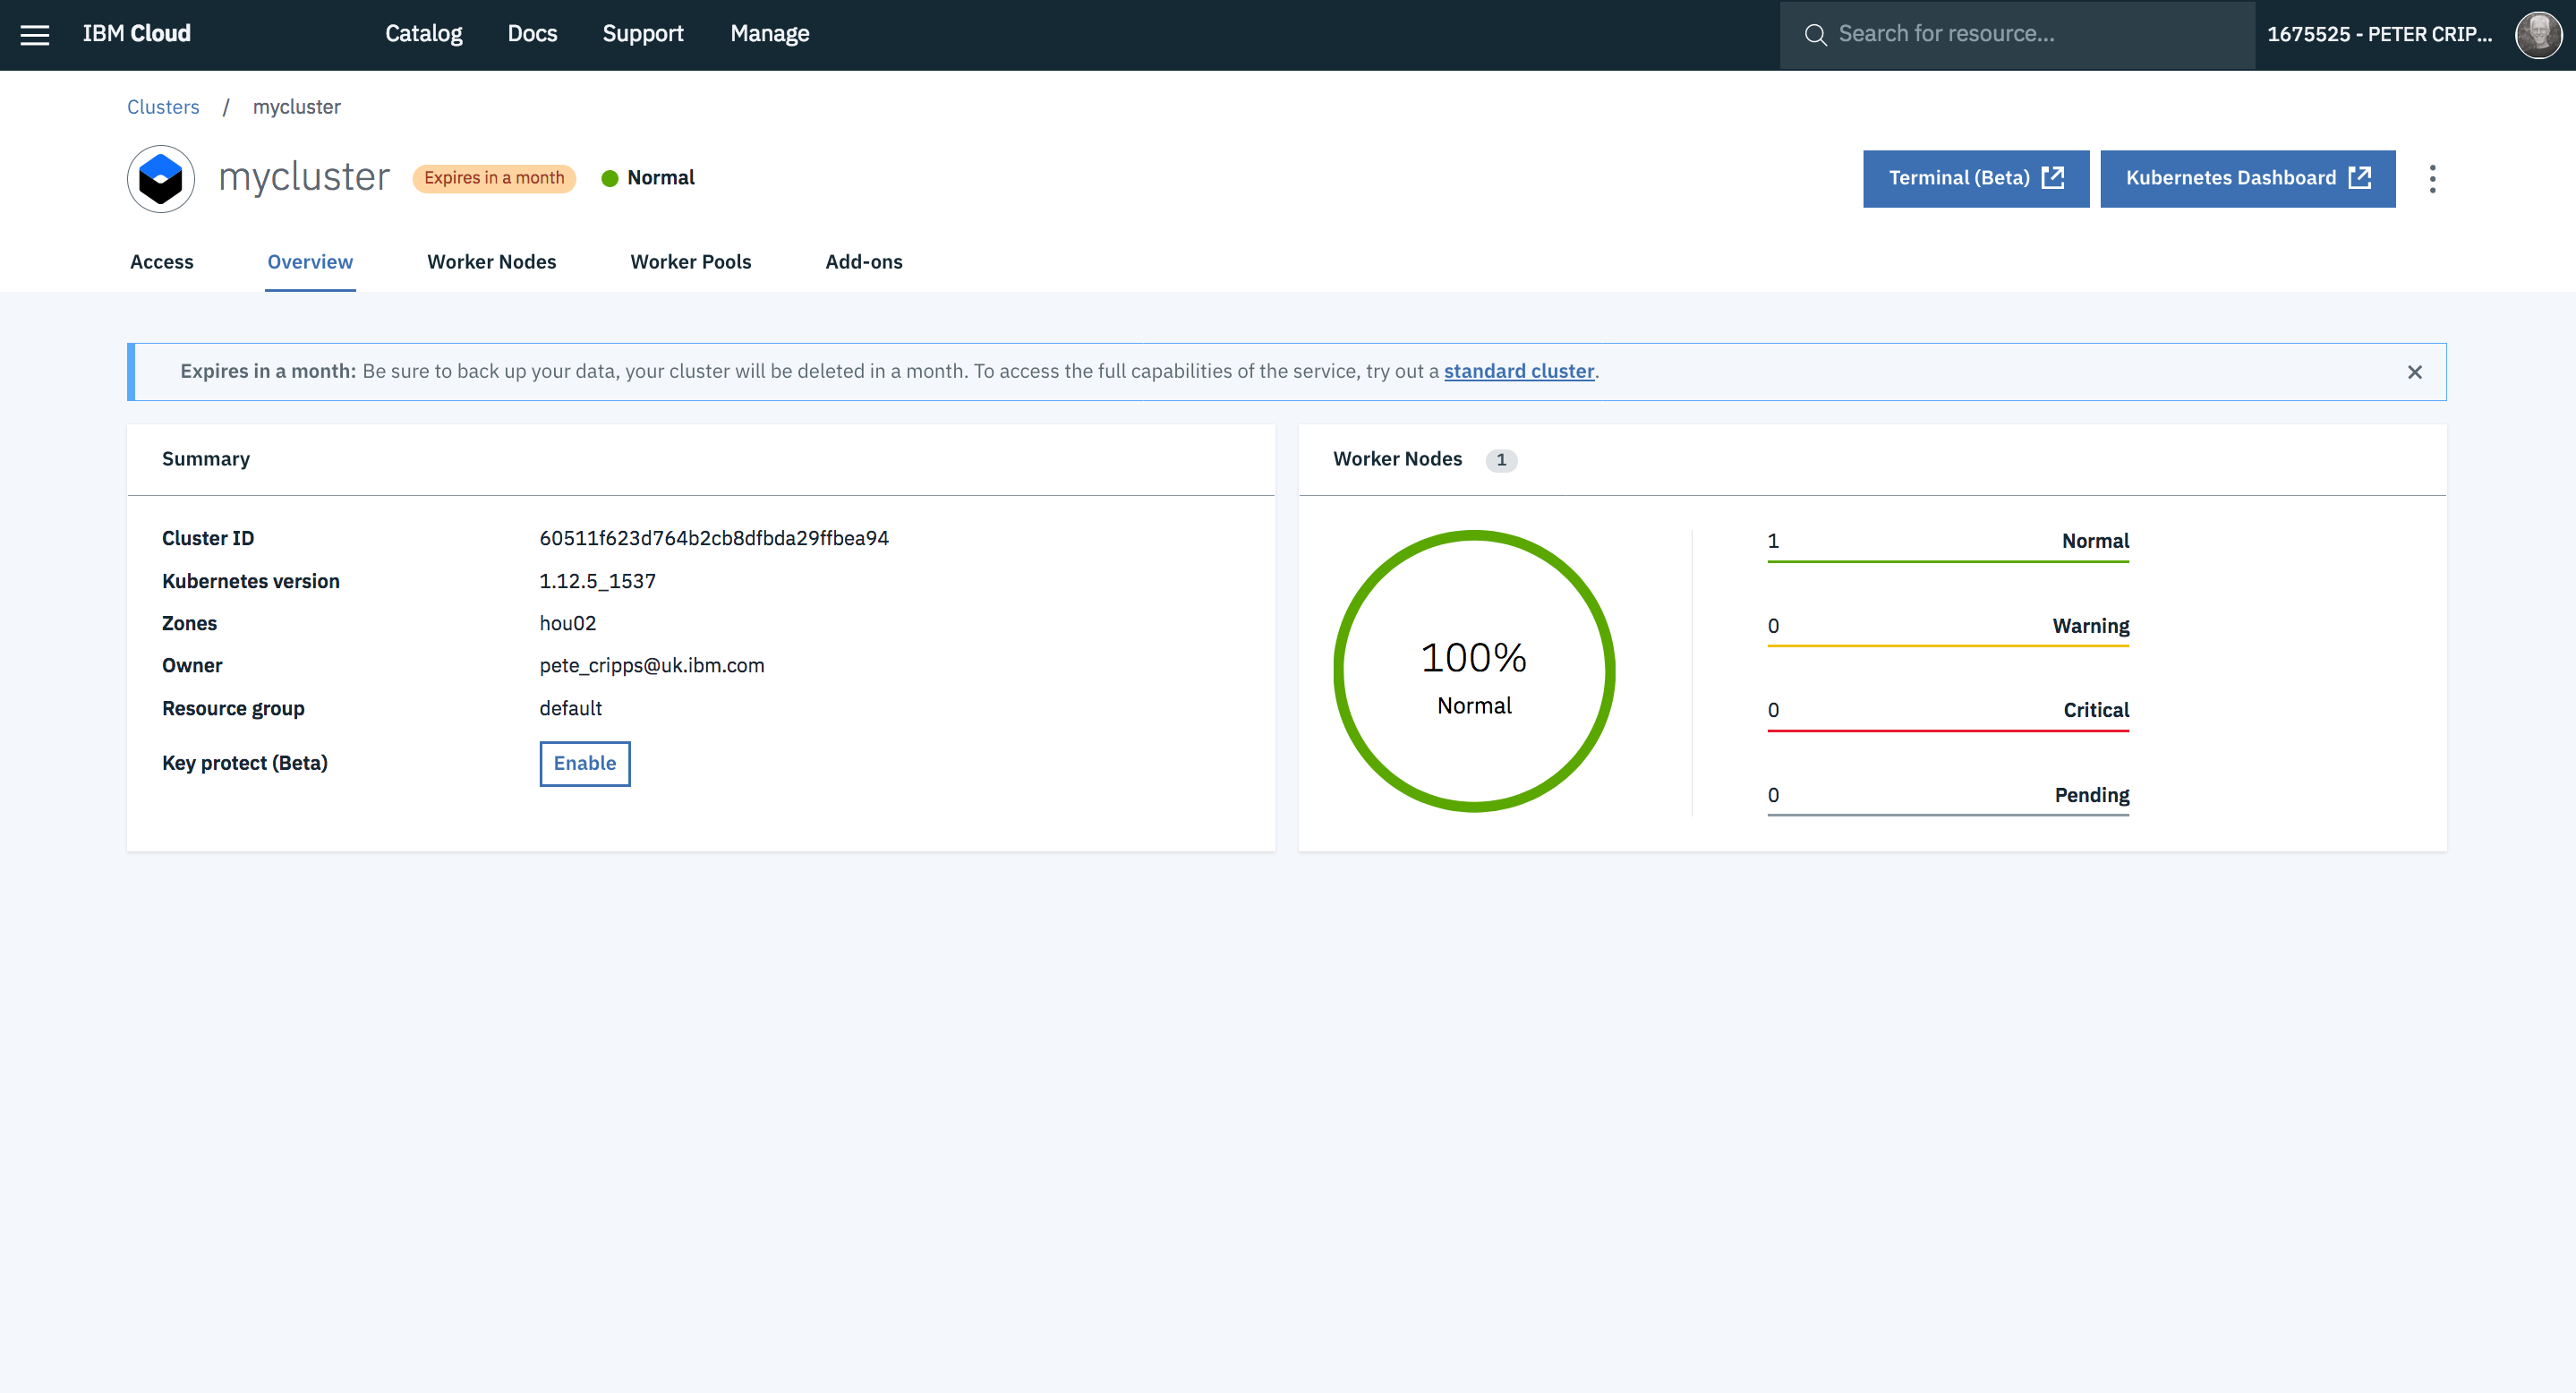 IBM Cloud Catalog Docs Support Manage Search for resource... 1675525 - PETER CRIP...
Clusters / mycluster
mycluster Expires in a month Normal Terminal (Beta) Kubernetes Dashboard
Access Overview Worker Nodes Worker Pools Add-ons
Expires in a month: Be sure to back up your data, your cluster will be deleted in a month. To access the full capabilities of the service, try out a standard cluster.
Summary
Cluster ID 60511f623d764b2cb8dfbda29ffbea94
Kubernetes version 1.12.5_1537
Zones hou02
Owner pete_cripps@uk.ibm.com
Resource group default
Key protect (Beta) Enable
Worker Nodes 1
100%
Normal
1 Normal
0 Warning
0 Critical
0 Pending